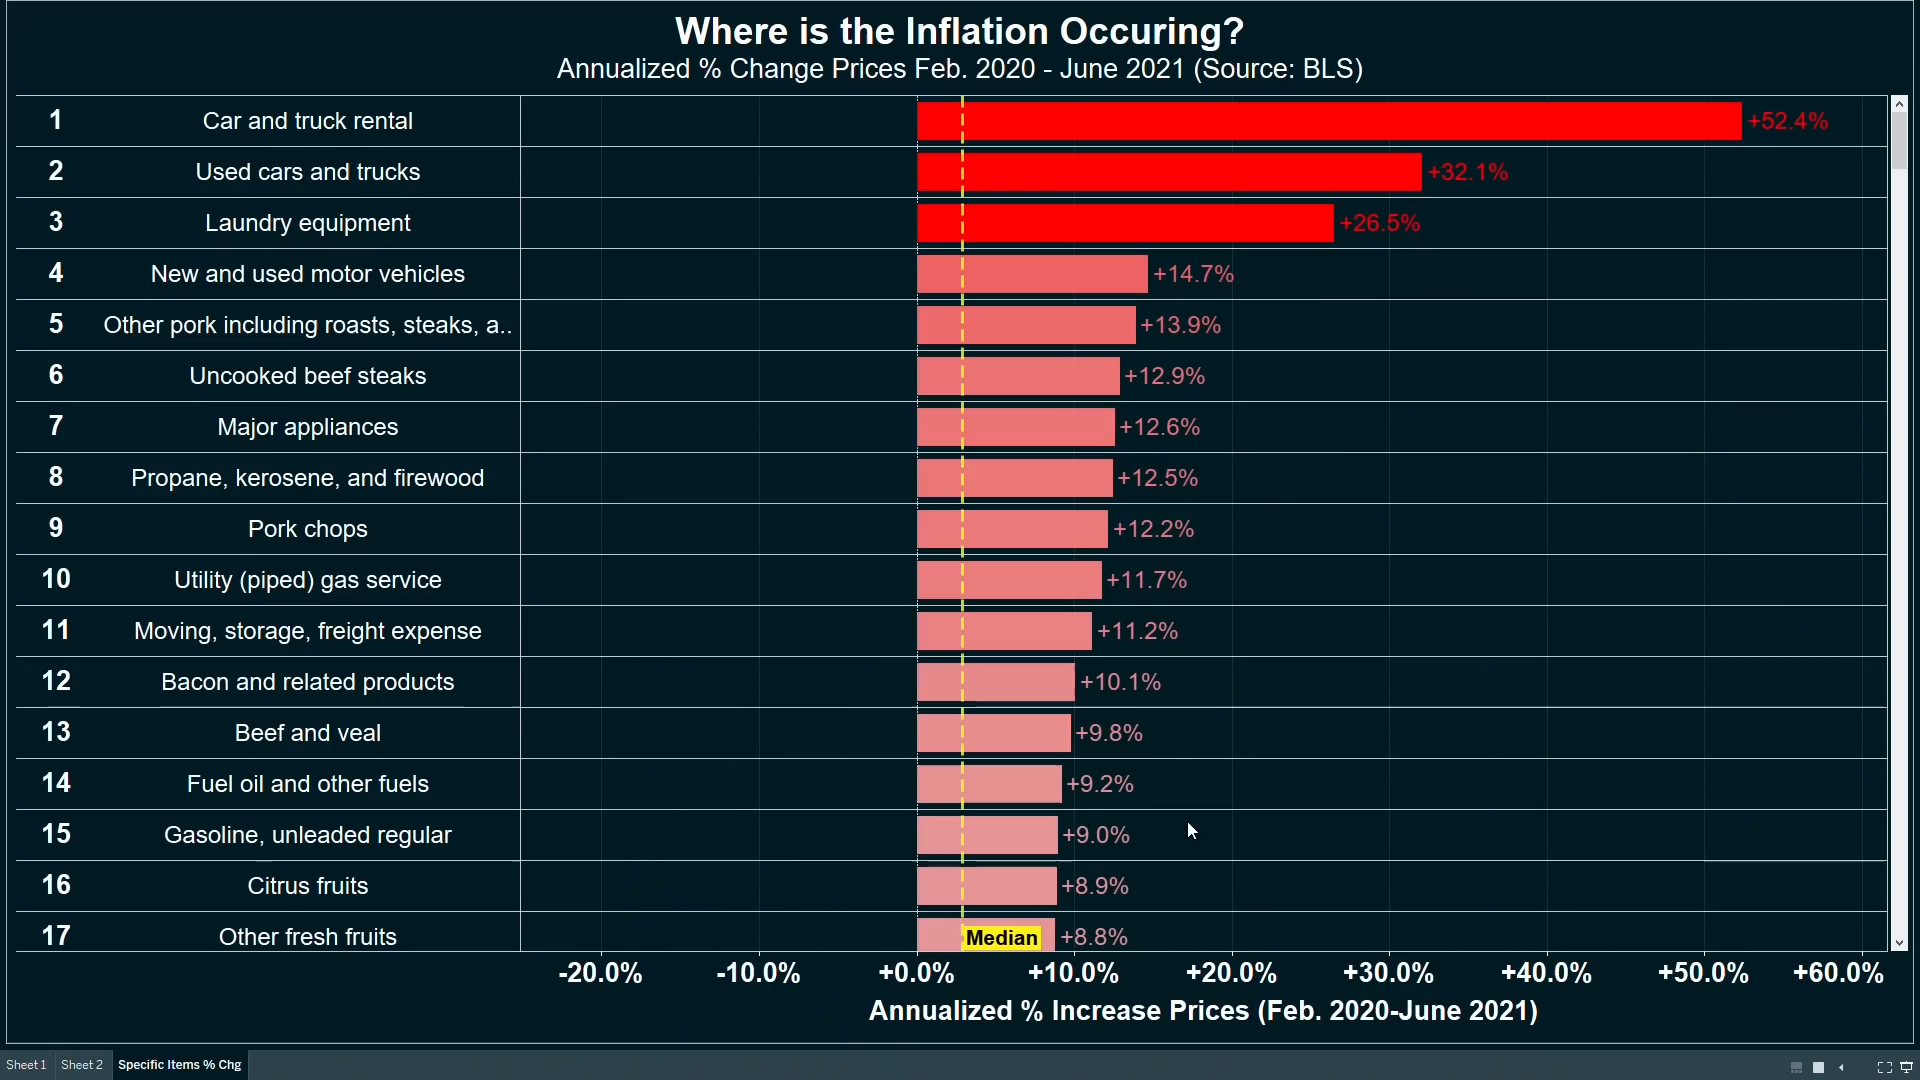 Where is the Inflation Occuring?
Annualized % Change Prices Feb. 2020 - June 2021 (Source: BLS)
1 Car and truck rental +52.4%
2 Used cars and trucks +32.1%
3 Laundry equipment +26.5%
4 New and used motor vehicles +14.7%
5 Other pork including roasts, steaks, a.. +13.9%
6 Uncooked beef steaks +12.9%
7 Major appliances +12.6%
8 Propane, kerosene, and firewood +12.5%
9 Pork chops +12.2%
10 Utility (piped) gas service +11.7%
11 Moving, storage, freight expense +11.2%
12 Bacon and related products +10.1%
13 Beef and veal +9.8%
14 Fuel oil and other fuels +9.2%
15 Gasoline, unleaded regular +9.0%
16 Citrus fruits +8.9%
17 Other fresh fruits Median +8.8%
-20.0% -10.0% +0.0% +10.0% +20.0% +30.0% +40.0% +50.0% +60.0%
Annualized % Increase Prices (Feb. 2020-June 2021)
Sheet 1 Sheet 2 Specific Items % Chg